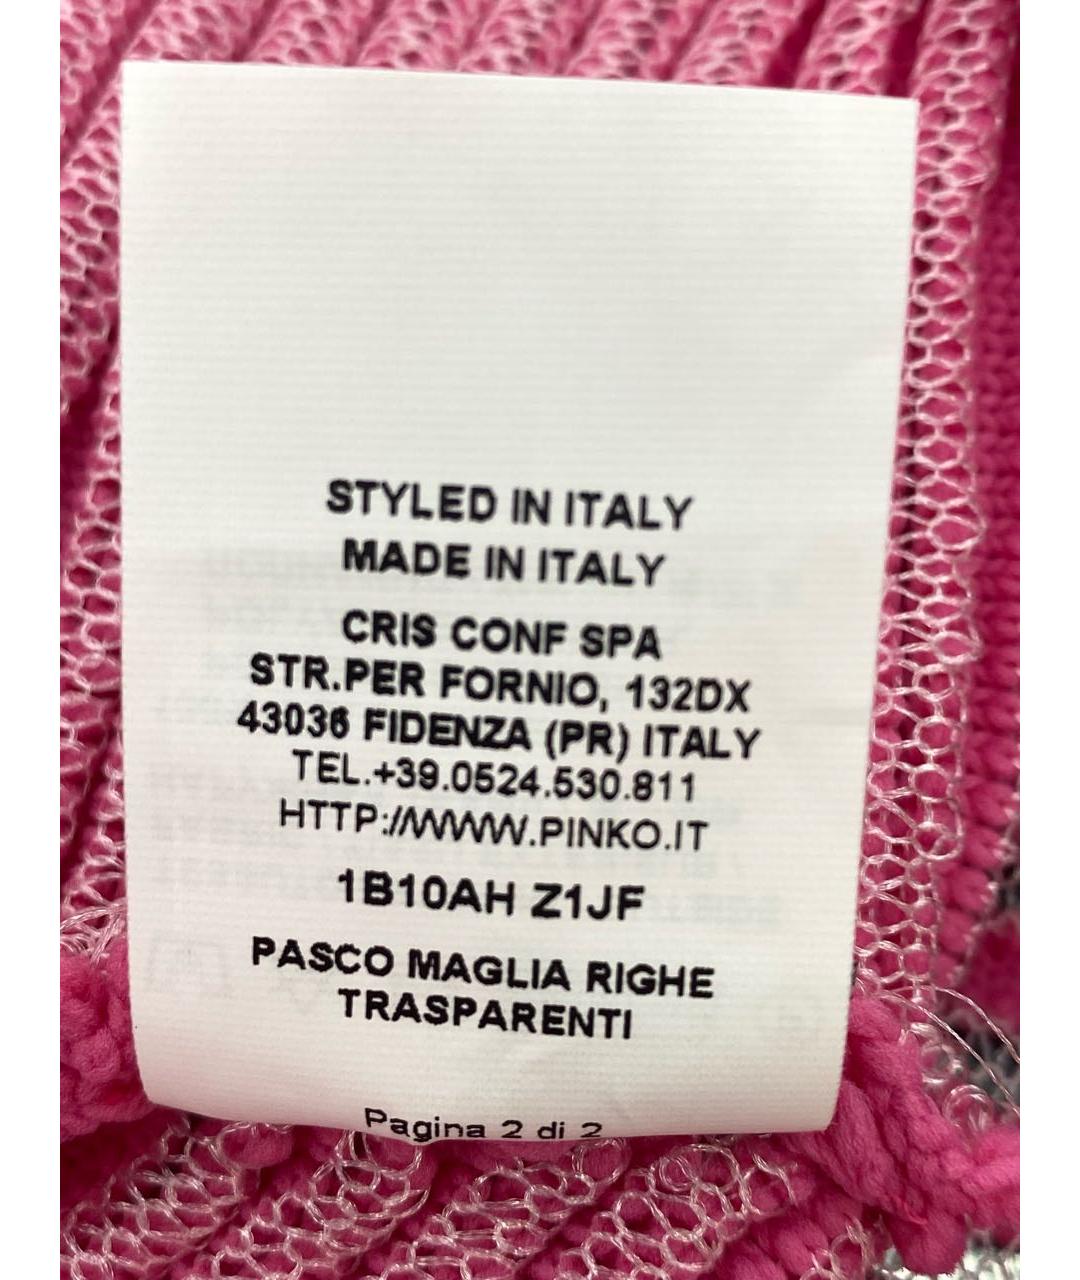 STYLED IN ITALY
MADE IN ITALY
CRIS CONF SPA
STR.PER FORNIO, 132DX
43036 FIDENZA (PR) ITALY
TEL.+39.0524.530.811
HTTP://WWW.PINKO.IT
1B10AH Z1JF
PASCO MAGLIA RIGHE
TRASPARENTI
Pagina 2 di 2